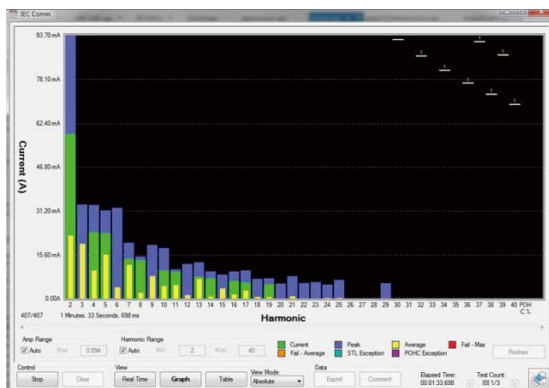 IEC Comm
93.70 mA
78.10 mA
62.40 mA
46.00 mA
31.20 mA
15.60 mA
0.00A
Current (A)
2 3 4 5 6 7 8 9 10 11 12 13 14 15 16 17 18 19 20 21 22 23 24 25 26 27 28 29 30 31 32 33 34 35 36 37 38 39 40 POH
C %
407/407 1 Minutes, 33 Seconds, 698 ms
Harmonic
Amp Range
Auto Max 0.094
Harmonic Range
Auto Min 2 Max 40
Current Peak Average Fail - Max
Fail - Average STL Exception POHC Exception
Redraw
Control
Stop Clear
View
Real Time Graph Table
View Mode:
Absolute
Data
Export Comment
Elapsed Time:
00:01:33.698
Test Count:
[0] 1/3